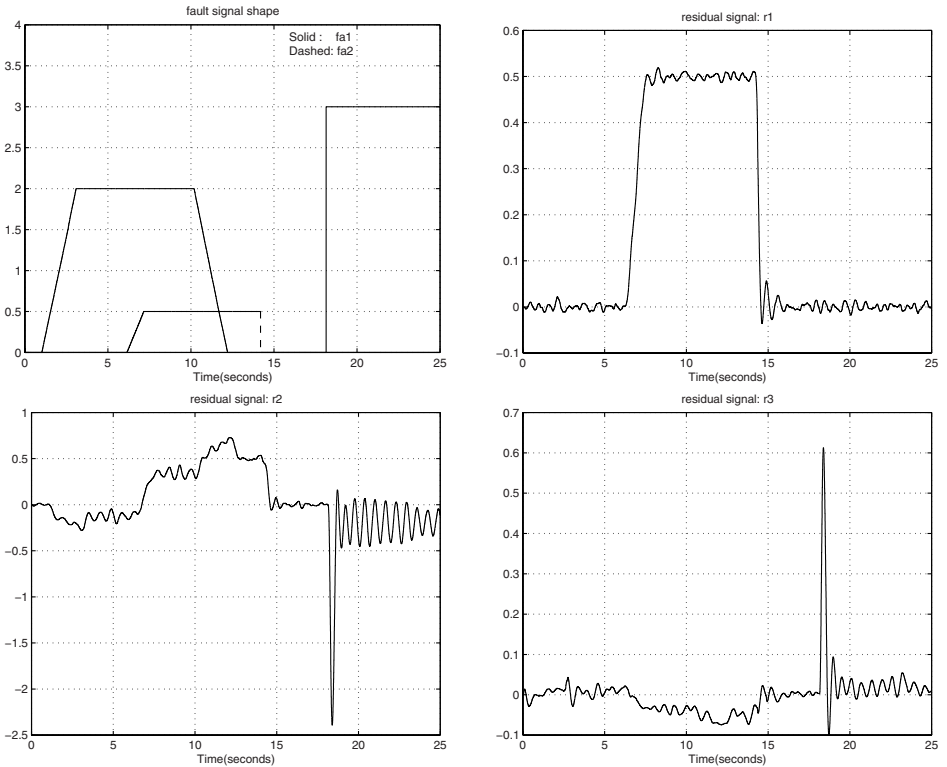 fault signal shape
4
3.5
3
2.5
2
1.5
1
0.5
0
Solid : fa1
Dashed: fa2
0 5 10 15 20 25
Time(seconds)
residual signal: r1
0.6
0.5
0.4
0.3
0.2
0.1
0
−0.1
0 5 10 15 20 25
Time(seconds)
residual signal: r2
1
0.5
0
−0.5
−1
−1.5
−2
−2.5
0 5 10 15 20 25
Time(seconds)
residual signal: r3
0.7
0.6
0.5
0.4
0.3
0.2
0.1
0
−0.1
0 5 10 15 20 25
Time(seconds)